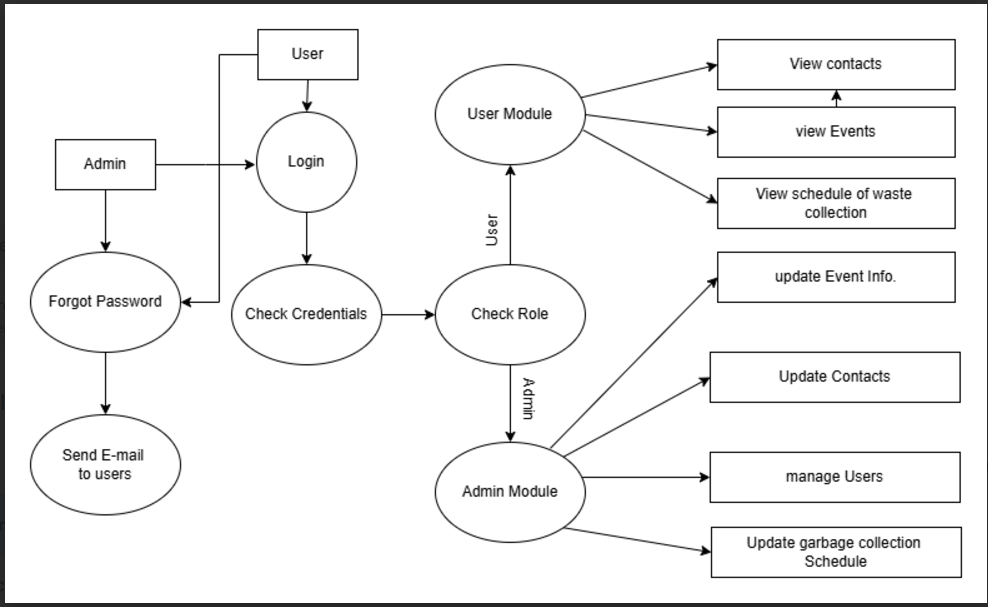 User
View contacts
User Module
view Events
Admin
Login
View schedule of waste
collection
User
update Event Info.
Forgot Password
Check Credentials
Check Role
Update Contacts
Admin
Send E-mail
to users
manage Users
Admin Module
Update garbage collection
Schedule